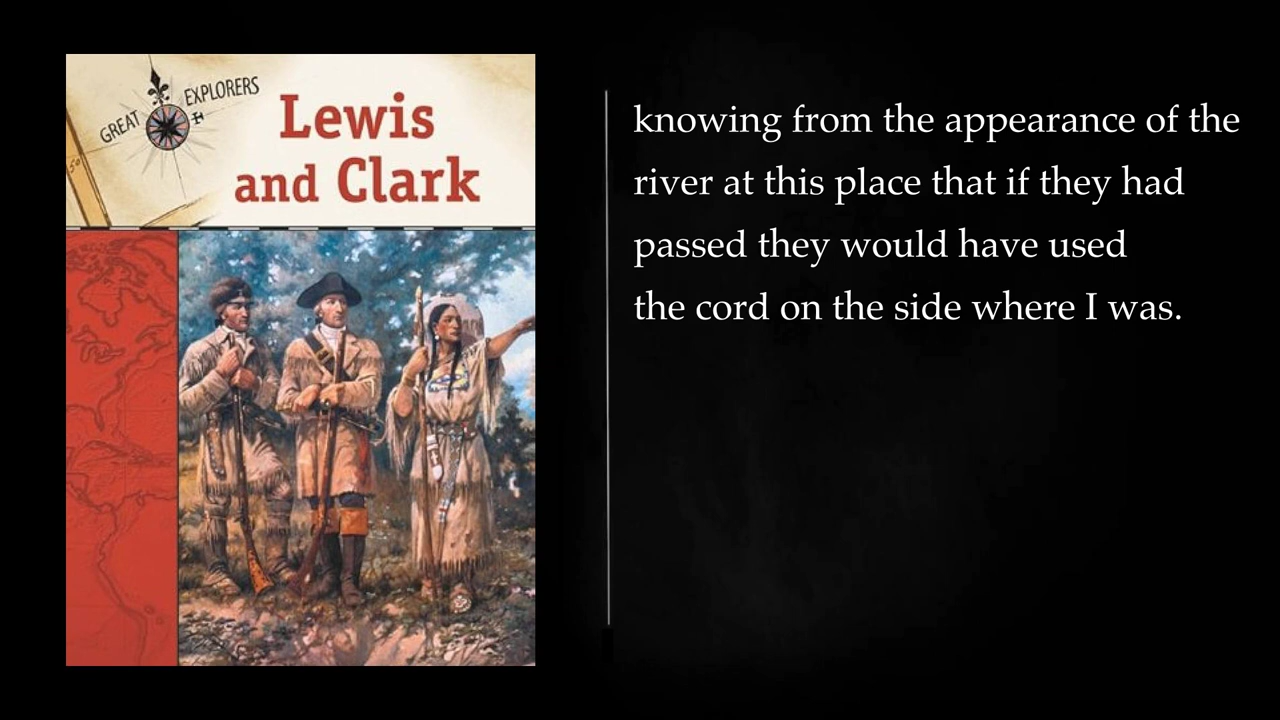 GREAT EXPLORERS
Lewis
and Clark
50
knowing from the appearance of the
river at this place that if they had
passed they would have used
the cord on the side where I was.